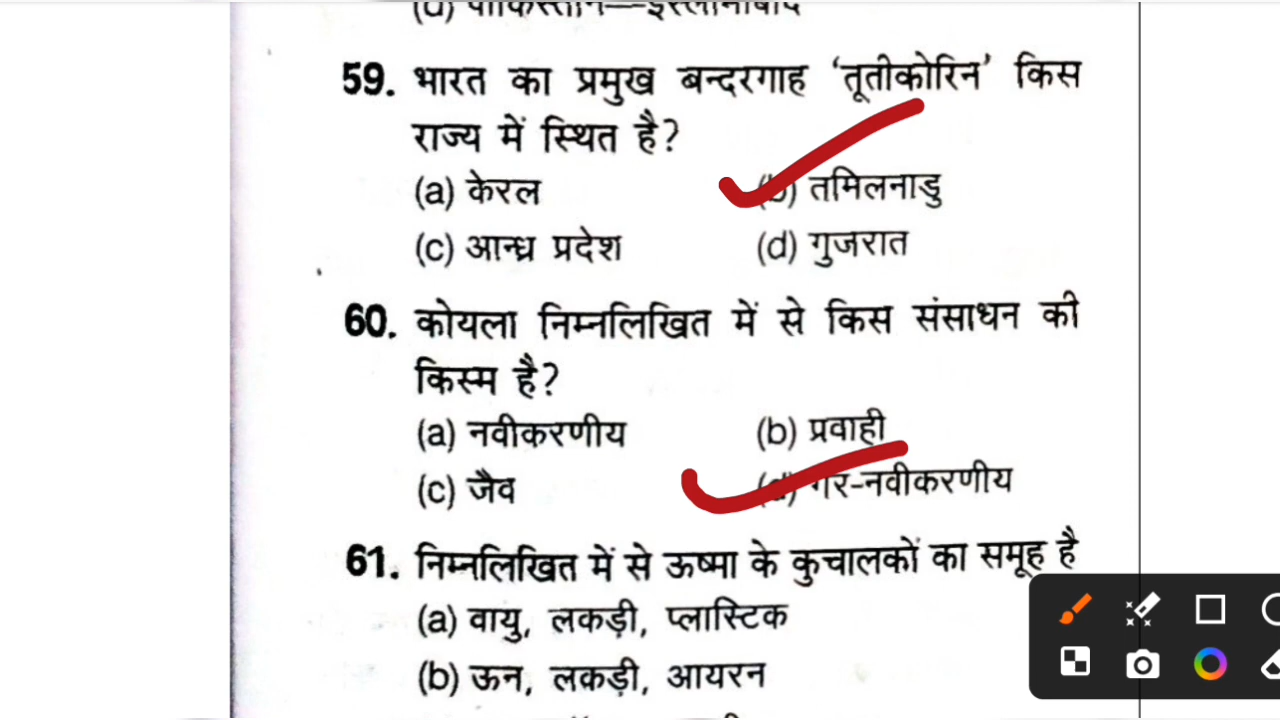 59. भारत का प्रमुख बन्दरगाह 'तूतीकोरिन' किस
राज्य में स्थित है?
(a) केरल (b) तमिलनाडु
(c) आन्ध्र प्रदेश (d) गुजरात
60. कोयला निम्नलिखित में से किस संसाधन की
किस्म है?
(a) नवीकरणीय (b) प्रवाही
(c) जैव (d) गैर-नवीकरणीय
61. निम्नलिखित में से ऊष्मा के कुचालकों का समूह है
(a) वायु, लकड़ी, प्लास्टिक
(b) ऊन, लकड़ी, आयरन